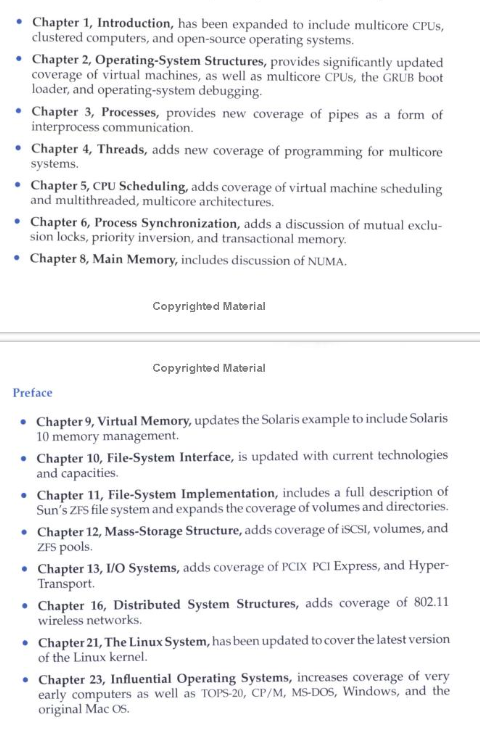 • Chapter 1, Introduction, has been expanded to include multicore CPUs,
clustered computers, and open-source operating systems.
• Chapter 2, Operating-System Structures, provides significantly updated
coverage of virtual machines, as well as multicore CPUs, the GRUB boot
loader, and operating-system debugging.
• Chapter 3, Processes, provides new coverage of pipes as a form of
interprocess communication.
• Chapter 4, Threads, adds new coverage of programming for multicore
systems.
• Chapter 5, CPU Scheduling, adds coverage of virtual machine scheduling
and multithreaded, multicore architectures.
• Chapter 6, Process Synchronization, adds a discussion of mutual exclu-
sion locks, priority inversion, and transactional memory.
• Chapter 8, Main Memory, includes discussion of NUMA.
Copyrighted Material
Copyrighted Material
Preface
• Chapter 9, Virtual Memory, updates the Solaris example to include Solaris
10 memory management.
• Chapter 10, File-System Interface, is updated with current technologies
and capacities.
• Chapter 11, File-System Implementation, includes a full description of
Sun's ZFS file system and expands the coverage of volumes and directories.
• Chapter 12, Mass-Storage Structure, adds coverage of iSCSI, volumes, and
ZFS pools.
• Chapter 13, I/O Systems, adds coverage of PCIX PCI Express, and Hyper-
Transport.
• Chapter 16, Distributed System Structures, adds coverage of 802.11
wireless networks.
• Chapter 21, The Linux System, has been updated to cover the latest version
of the Linux kernel.
• Chapter 23, Influential Operating Systems, increases coverage of very
early computers as well as TOPS-20, CP/M, MS-DOS, Windows, and the
original Mac OS.